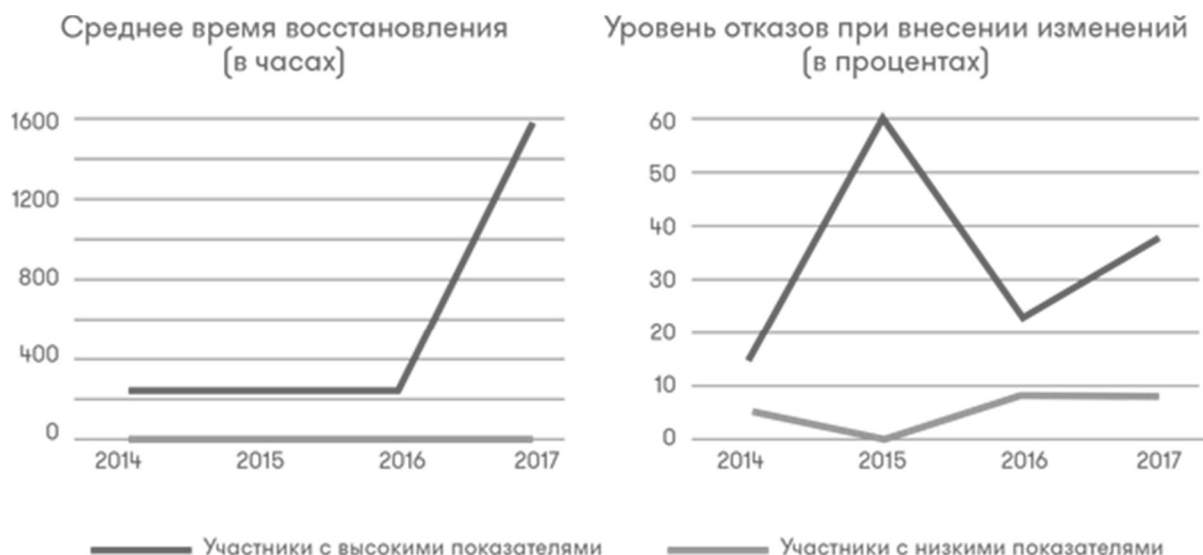 Среднее время восстановления
(в часах)
1600
1200
800
400
0
2014 2015 2016 2017
Уровень отказов при внесении изменений
(в процентах)
60
50
40
30
20
10
0
2014 2015 2016 2017
Участники с высокими показателями
Участники с низкими показателями